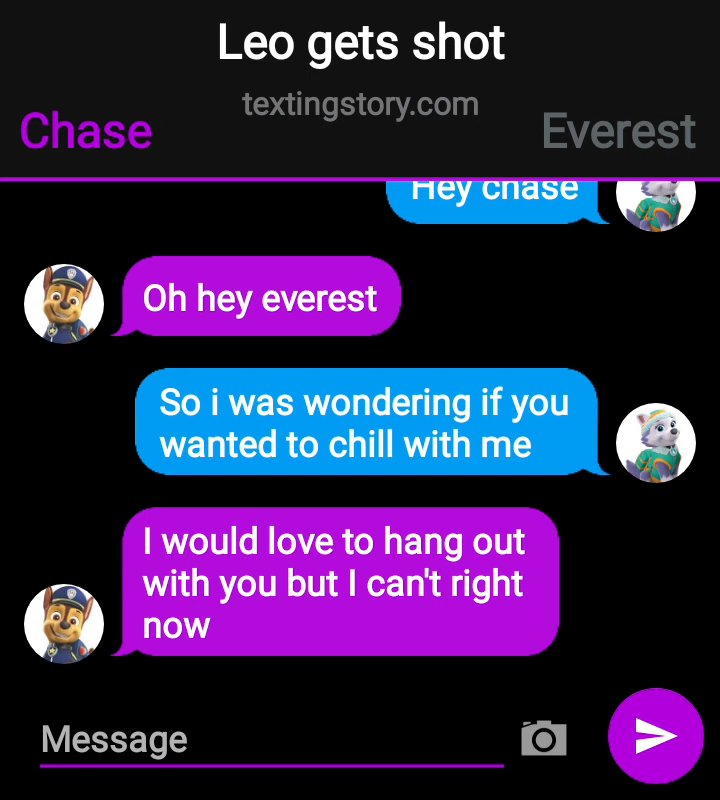 Leo gets shot
textingstory.com
Chase
Everest
Hey chase
Oh hey everest
So i was wondering if you
wanted to chill with me
I would love to hang out
with you but I can't right
now
Message